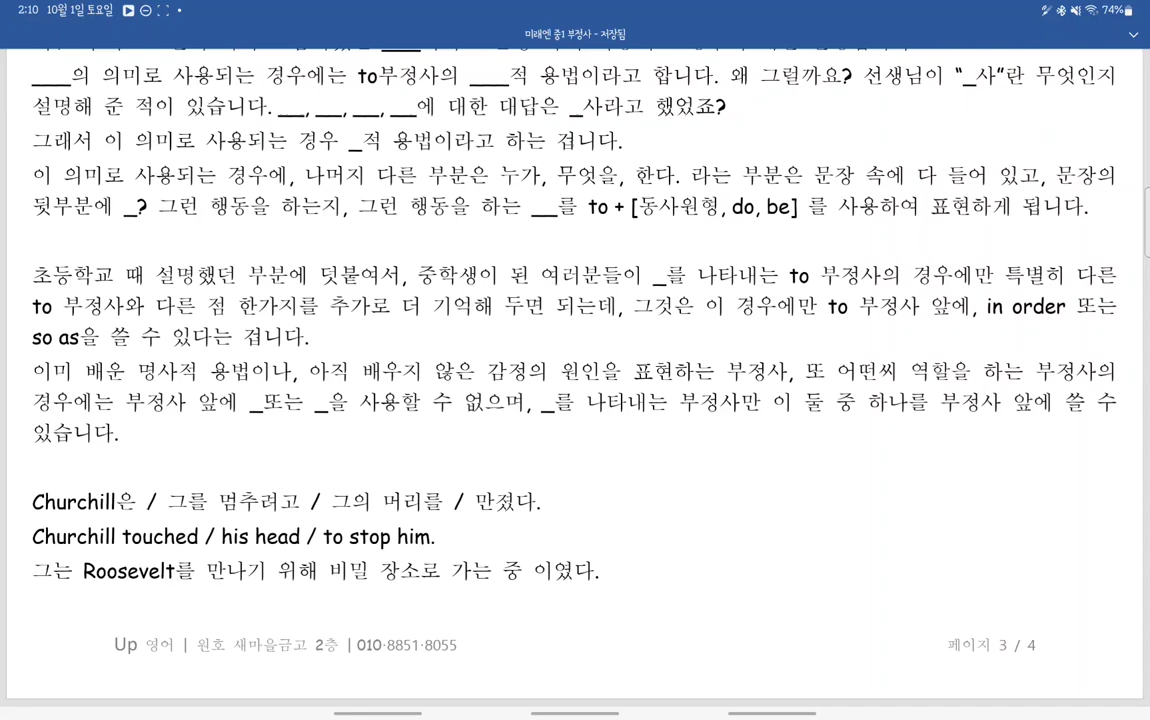 2:10 10월 1일 토요일
74%
미래엔 중1 부정사 - 저장됨
___의 의미로 사용되는 경우에는 to부정사의 ___적 용법이라고 합니다. 왜 그럴까요? 선생님이 “_사”란 무엇인지
설명해 준 적이 있습니다. __, __, __, __에 대한 대답은 _사라고 했었죠?
그래서 이 의미로 사용되는 경우 _적 용법이라고 하는 겁니다.
이 의미로 사용되는 경우에, 나머지 다른 부분은 누가, 무엇을, 한다. 라는 부분은 문장 속에 다 들어 있고, 문장의
뒷부분에 _? 그런 행동을 하는지, 그런 행동을 하는 __를 to + [동사원형, do, be] 를 사용하여 표현하게 됩니다.
초등학교 때 설명했던 부분에 덧붙여서, 중학생이 된 여러분들이 _를 나타내는 to 부정사의 경우에만 특별히 다른
to 부정사와 다른 점 한가지를 추가로 더 기억해 두면 되는데, 그것은 이 경우에만 to 부정사 앞에, in order 또는
so as을 쓸 수 있다는 겁니다.
이미 배운 명사적 용법이나, 아직 배우지 않은 감정의 원인을 표현하는 부정사, 또 어떤씨 역할을 하는 부정사의
경우에는 부정사 앞에 _또는 _을 사용할 수 없으며, _를 나타내는 부정사만 이 둘 중 하나를 부정사 앞에 쓸 수
있습니다.
Churchill은 / 그를 멈추려고 / 그의 머리를 / 만졌다.
Churchill touched / his head / to stop him.
그는 Roosevelt를 만나기 위해 비밀 장소로 가는 중 이였다.
Up 영어 | 원호 새마을금고 2층 | 010·8851·8055
페이지 3 / 4